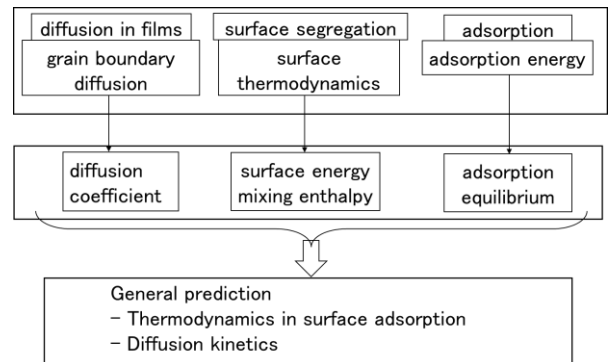 diffusion in films
grain boundary
diffusion
surface segregation
surface
thermodynamics
adsorption
adsorption energy
diffusion
coefficient
surface energy
mixing enthalpy
adsorption
equilibrium
General prediction
- Thermodynamics in surface adsorption
- Diffusion kinetics